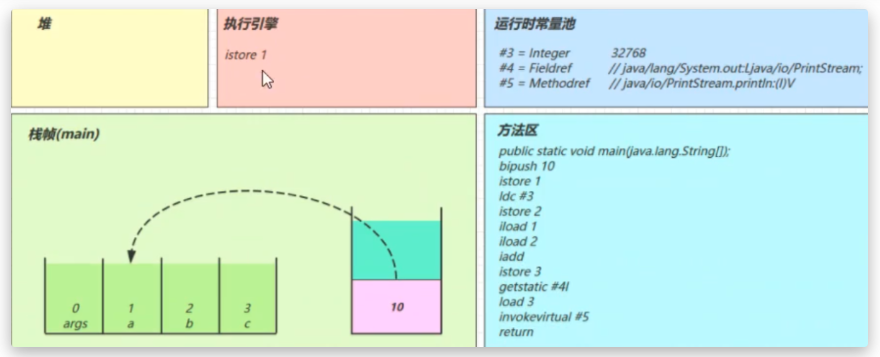 堆
执行引擎
istore 1
运行时常量池
#3 = Integer 32768
#4 = Fieldref // java/lang/System.out:Ljava/io/PrintStream;
#5 = Methodref // java/io/PrintStream.println:(I)V
栈帧(main)
0 1 2 3
args a b c
10
方法区
public static void main(java.lang.String[]);
bipush 10
istore 1
ldc #3
istore 2
iload 1
iload 2
iadd
istore 3
getstatic #4I
load 3
invokevirtual #5
return